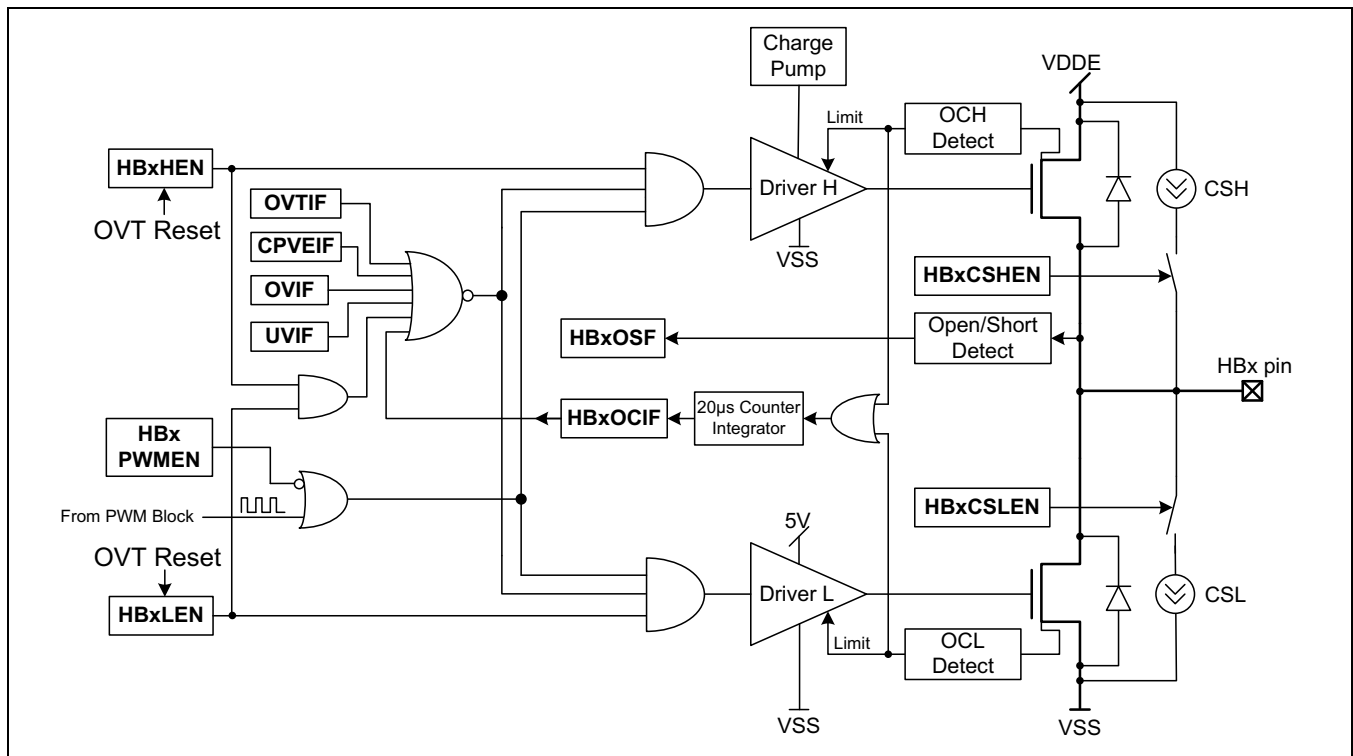 Charge
Pump
VDDE
Limit
OCH
Detect
HBxHEN
OVT Reset
OVTIF
CPVEIF
OVIF
UVIF
Driver H
VSS
CSH
HBxCSHEN
HBxOSF
Open/Short
Detect
HBx pin
HBxOCIF
20µs Counter
Integrator
HBx
PWMEN
From PWM Block
HBxCSLEN
OVT Reset
HBxLEN
5V
Driver L
CSL
Limit
OCL
Detect
VSS
VSS